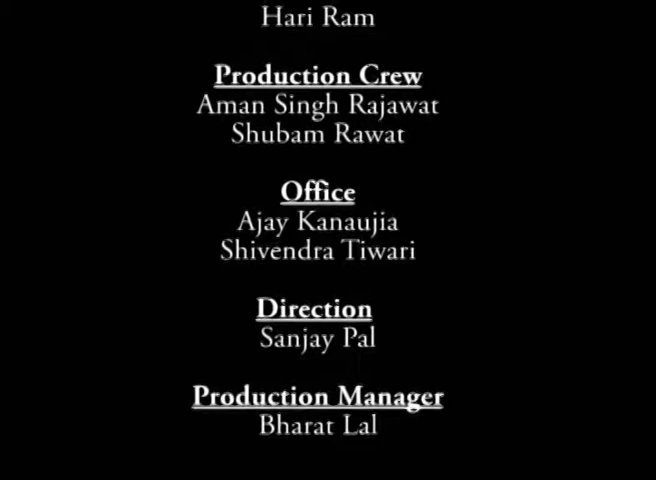 Hari Ram
Production Crew
Aman Singh Rajawat
Shubam Rawat
Office
Ajay Kanaujia
Shivendra Tiwari
Direction
Sanjay Pal
Production Manager
Bharat Lal